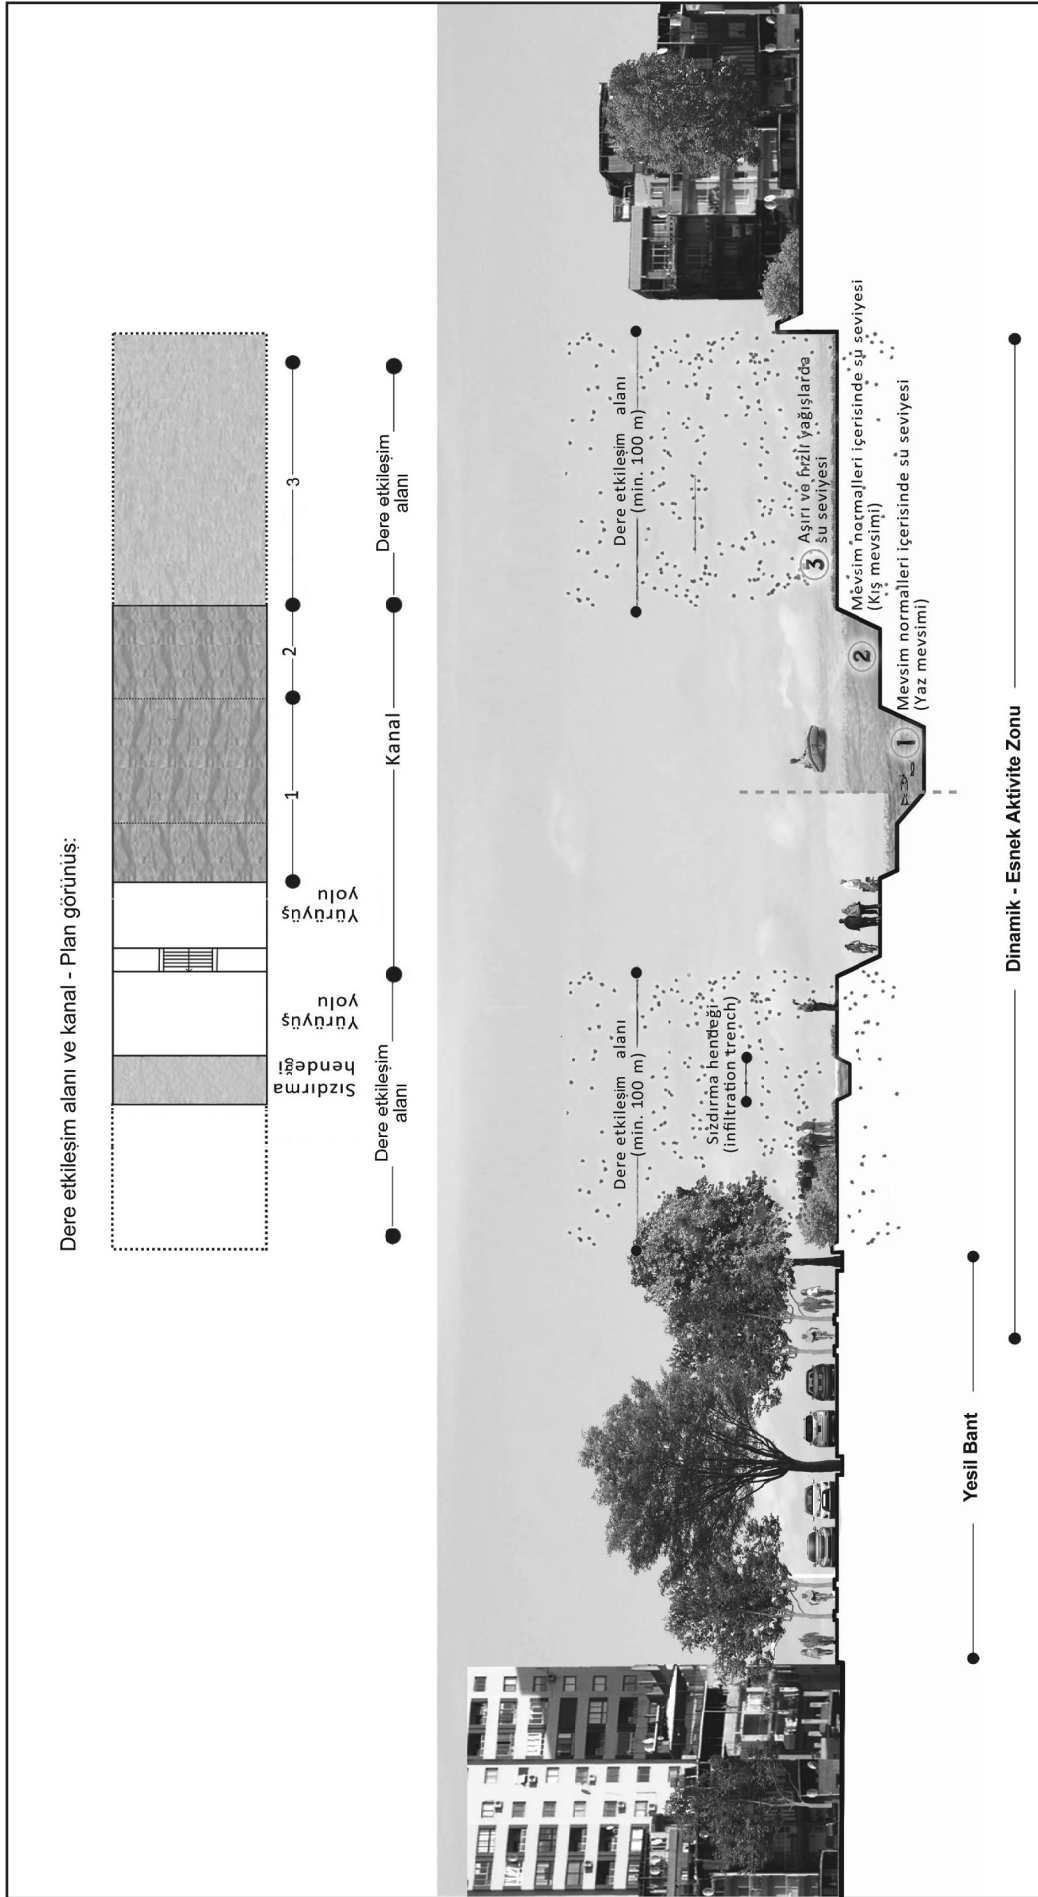 Dere etkileşim alanı ve kanal - Plan görünüş:
Sızdırma
hendeği
Yürüyüş
yolu
Yürüyüş
yolu
1
2
3
Dere etkileşim
alanı
Kanal
Dere etkileşim
alanı
Dere etkileşim alanı
(min. 100 m)
Dere etkileşim alanı
(min. 100 m)
Sızdırma hendeği
(infiltration trench)
3
Aşırı ve hızlı yağışlarda
su seviyesi
2
Mevsim normalleri içerisinde su seviyesi
(Kış mevsimi)
1
Mevsim normalleri içerisinde su seviyesi
(Yaz mevsimi)
Yesil Bant
Dinamik - Esnek Aktivite Zonu